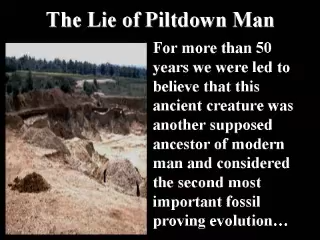 The Lie of Piltdown Man
For more than 50
years we were led to
believe that this
ancient creature was
another supposed
ancestor of modern
man and considered
the second most
important fossil
proving evolution…